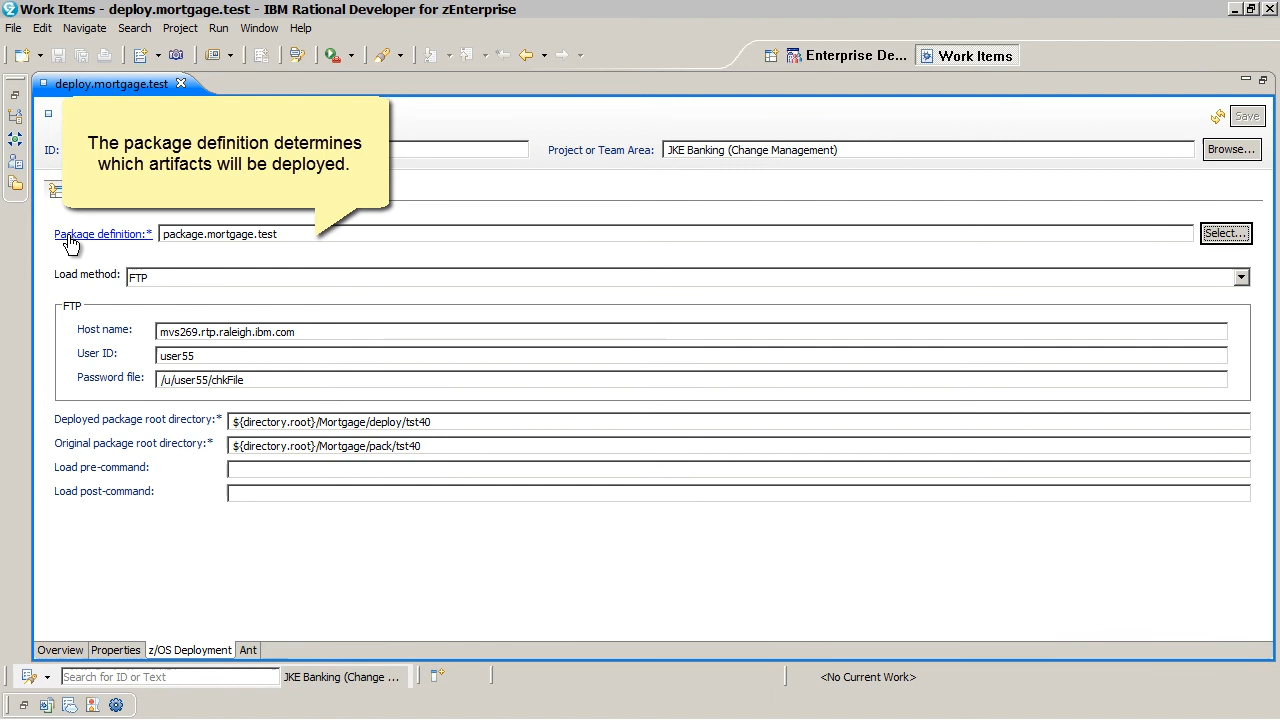 Work Items - deploy.mortgage.test - IBM Rational Developer for zEnterprise
File Edit Navigate Search Project Run Window Help
Enterprise De... Work Items
deploy.mortgage.test
The package definition determines
which artifacts will be deployed.
ID: Project or Team Area: JKE Banking (Change Management) Browse...
Save
Package definition:* package.mortgage.test Select...
Load method: FTP
FTP
Host name: mvs269.rtp.raleigh.ibm.com
User ID: user55
Password file: /u/user55/chkFile
Deployed package root directory:* ${directory.root}/Mortgage/deploy/tst40
Original package root directory:* ${directory.root}/Mortgage/pack/tst40
Load pre-command:
Load post-command:
Overview Properties z/OS Deployment Ant
Search for ID or Text JKE Banking (Change ... <No Current Work>